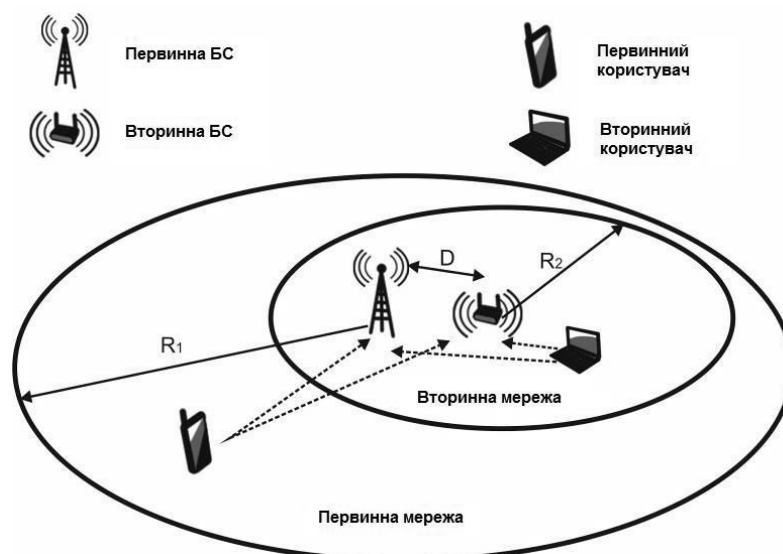 Первинна БС
Первинний
користувач
Вторинна БС
Вторинний
користувач
D
R2
R1
Вторинна мережа
Первинна мережа